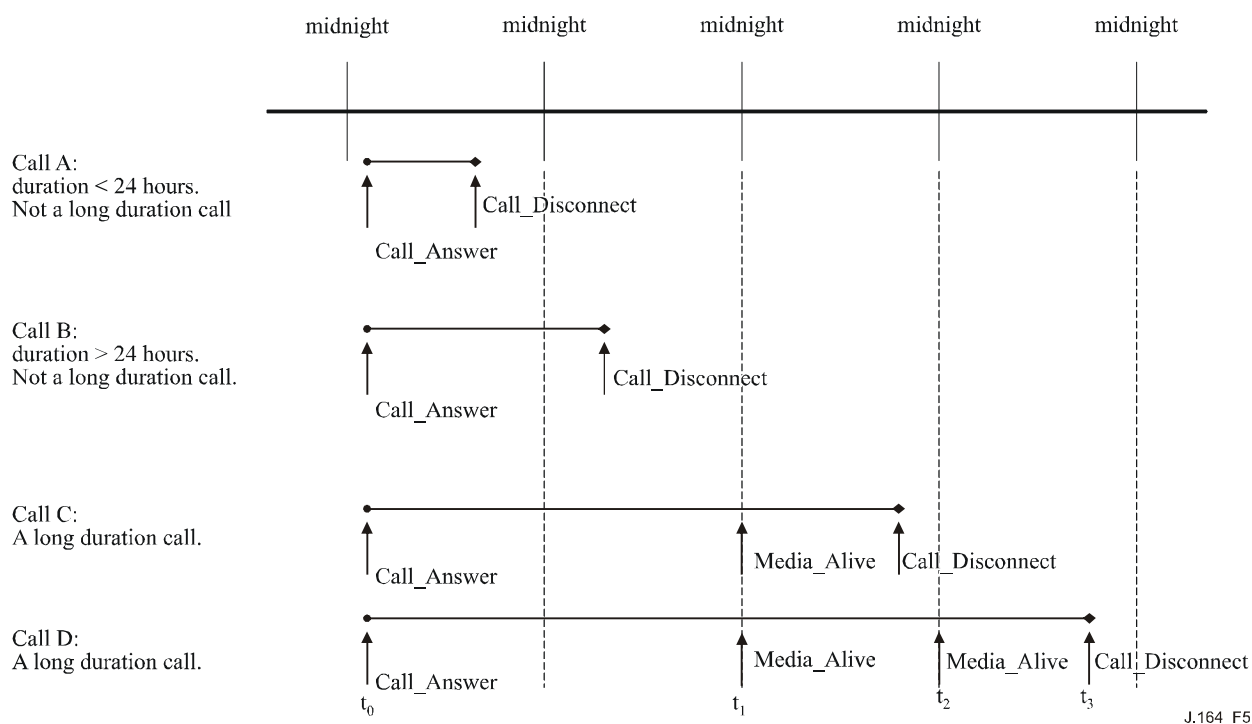 midnight midnight midnight midnight midnight
Call A:
duration < 24 hours.
Not a long duration call
Call_Disconnect
Call_Answer
Call B:
duration > 24 hours.
Not a long duration call.
Call_Disconnect
Call_Answer
Call C:
A long duration call.
Media_Alive Call_Disconnect
Call_Answer
Call D:
A long duration call.
Media_Alive Media_Alive Call_Disconnect
Call_Answer
t0 t1 t2 t3
J.164_F5